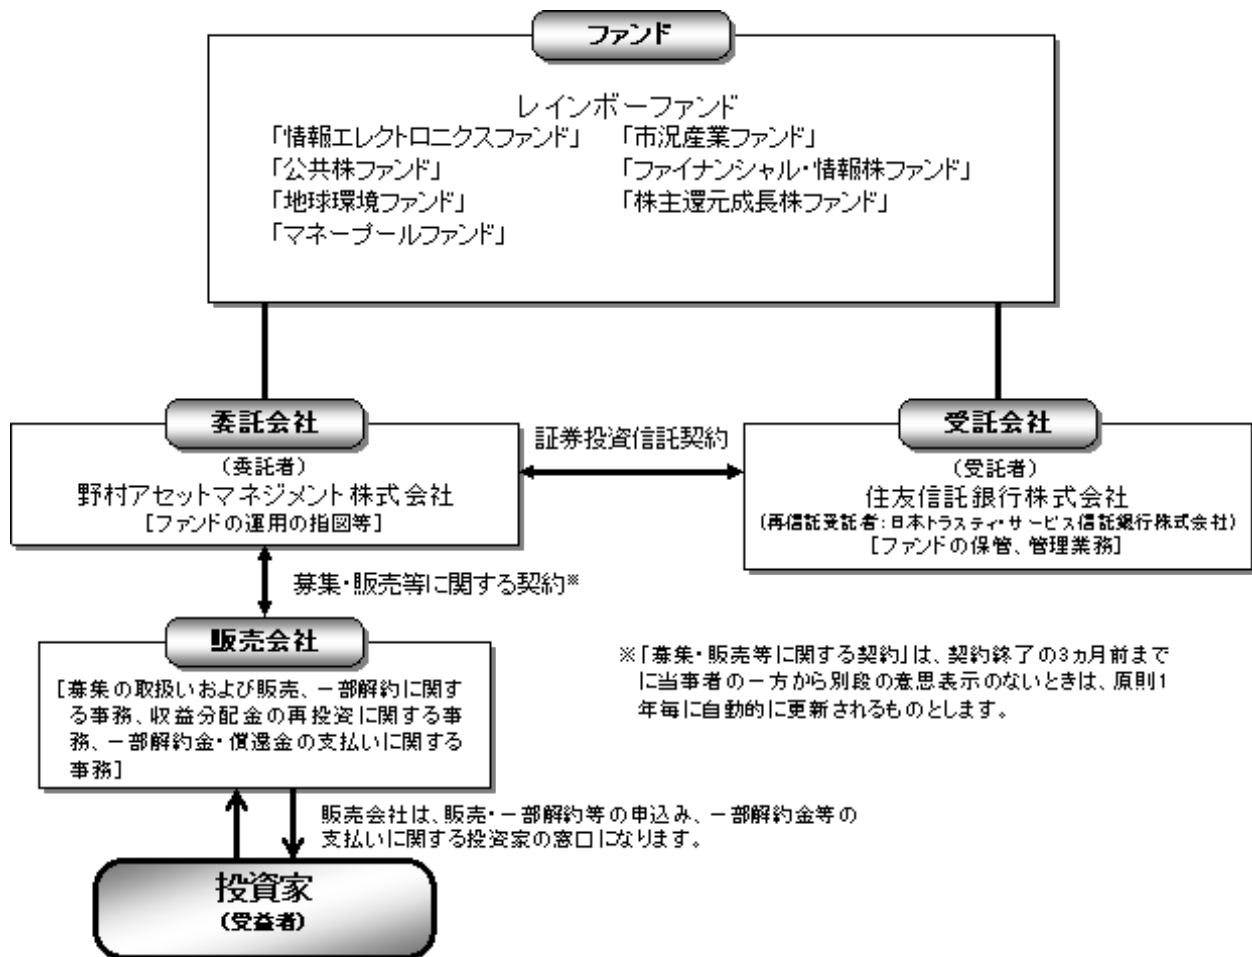 ファンド
レインボーファンド
「情報エレクトロニクスファンド」 「市況産業ファンド」
「公共株ファンド」 「ファイナンシャル・情報株ファンド」
「地球環境ファンド」 「株主還元成長株ファンド」
「マネープールファンド」
委託会社
(委託者)
野村アセットマネジメント株式会社
[ファンドの運用の指図等]
証券投資信託契約
受託会社
(受託者)
住友信託銀行株式会社
(再信託受託者:日本トラスティ・サービス信託銀行株式会社)
[ファンドの保管、管理業務]
募集・販売等に関する契約※
販売会社
[募集の取扱いおよび販売、一部解約に関す
る事務、収益分配金の再投資に関する事
務、一部解約金・償還金の支払いに関する
事務]
※「募集・販売等に関する契約」は、契約終了の3ヵ月前まで
に当事者の一方から別段の意思表示のないときは、原則1
年毎に自動的に更新されるものとします。
販売会社は、販売・一部解約等の申込み、一部解約金等の
支払いに関する投資家の窓口になります。
投資家
(受益者)